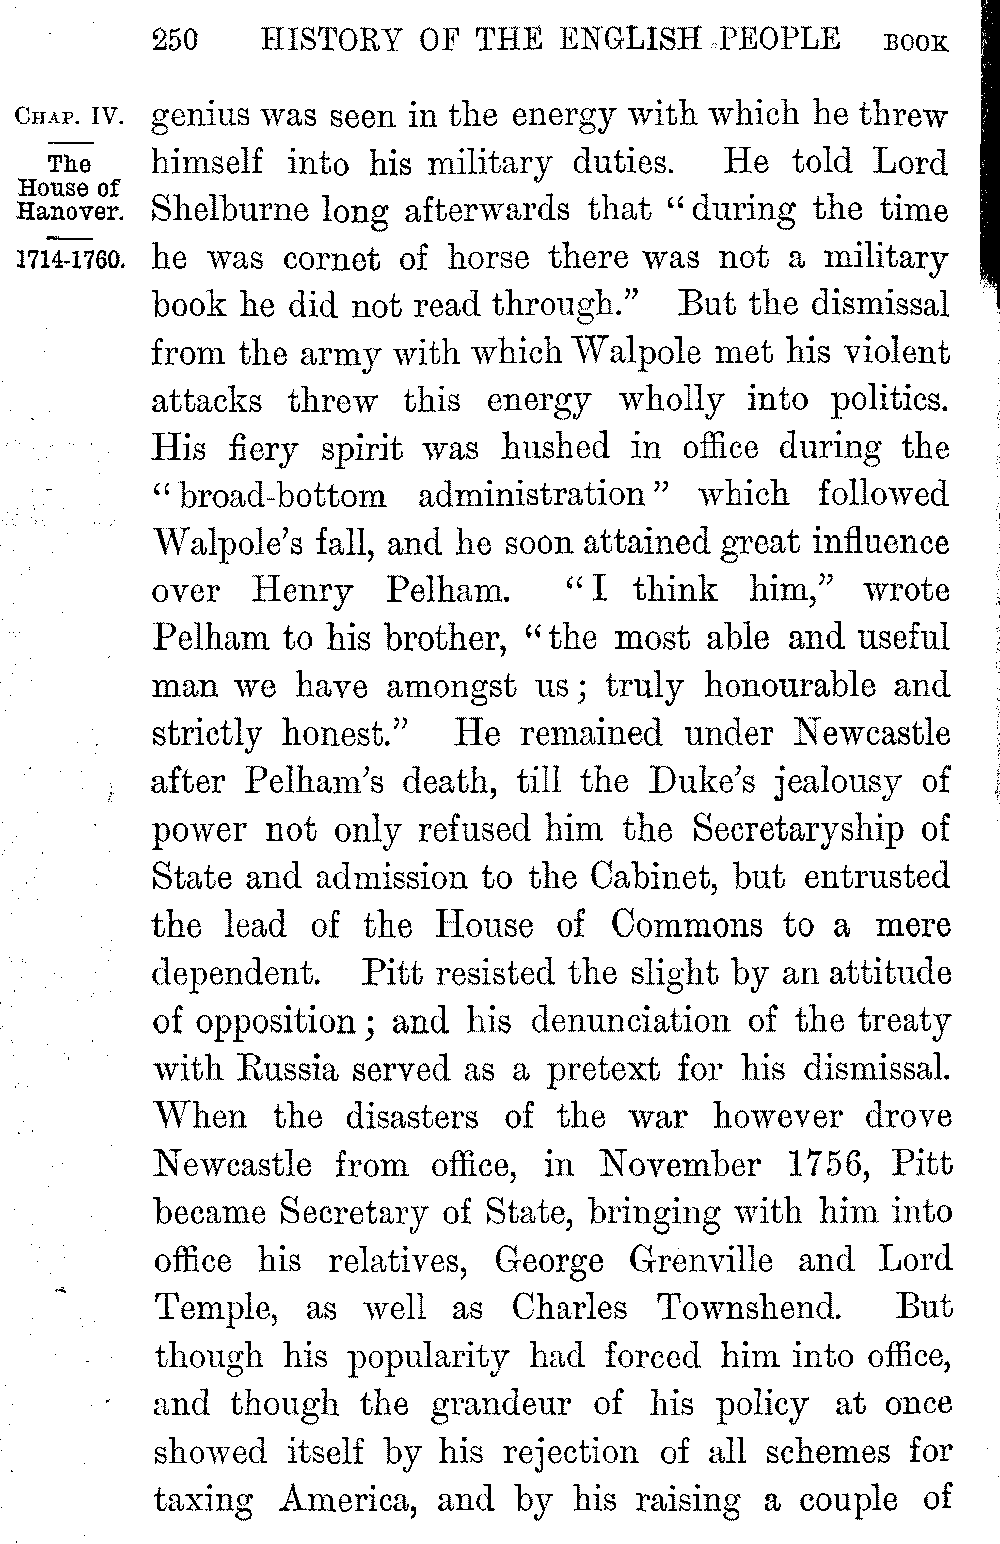 250 HISTORY OF THE ENGLISH PEOPLE BOOK
CHAP. IV.
The
House of
Hanover.
1714-1760.
genius was seen in the energy with which he threw
himself into his military duties. He told Lord
Shelburne long afterwards that “during the time
he was cornet of horse there was not a military
book he did not read through.” But the dismissal
from the army with which Walpole met his violent
attacks threw this energy wholly into politics.
His fiery spirit was hushed in office during the
“broad-bottom administration” which followed
Walpole’s fall, and he soon attained great influence
over Henry Pelham. “I think him,” wrote
Pelham to his brother, “the most able and useful
man we have amongst us; truly honourable and
strictly honest.” He remained under Newcastle
after Pelham’s death, till the Duke’s jealousy of
power not only refused him the Secretaryship of
State and admission to the Cabinet, but entrusted
the lead of the House of Commons to a mere
dependent. Pitt resisted the slight by an attitude
of opposition; and his denunciation of the treaty
with Russia served as a pretext for his dismissal.
When the disasters of the war however drove
Newcastle from office, in November 1756, Pitt
became Secretary of State, bringing with him into
office his relatives, George Grenville and Lord
Temple, as well as Charles Townshend. But
though his popularity had forced him into office,
and though the grandeur of his policy at once
showed itself by his rejection of all schemes for
taxing America, and by his raising a couple of